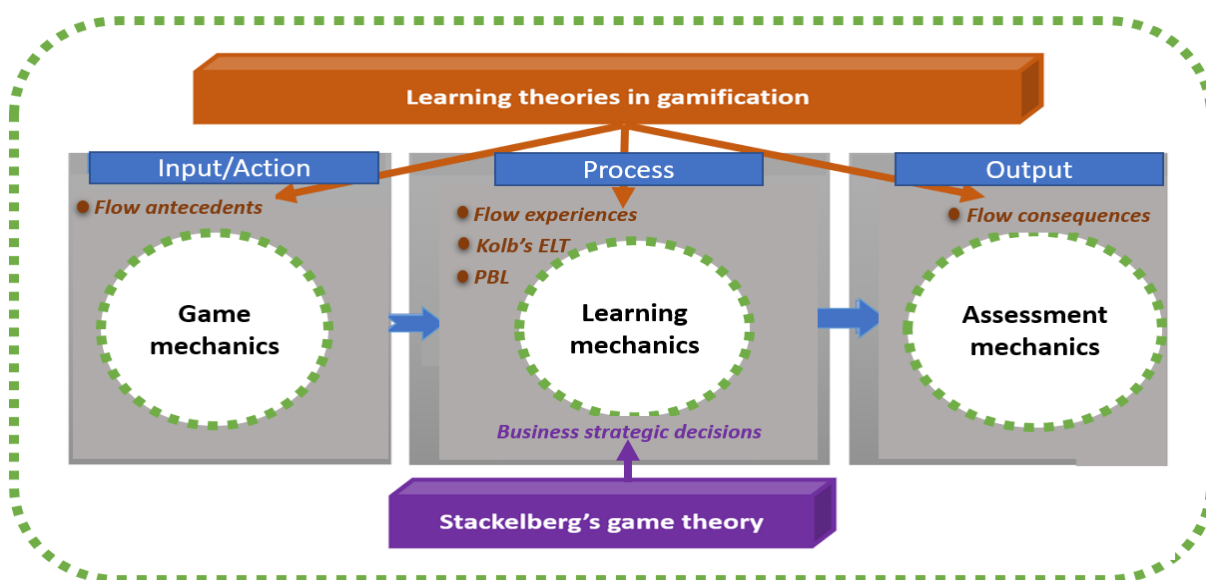 Learning theories in gamification
Input/Action
Process
Output
Flow antecedents
Flow experiences
Kolb's ELT
PBL
Flow consequences
Game
mechanics
Learning
mechanics
Assessment
mechanics
Business strategic decisions
Stackelberg's game theory